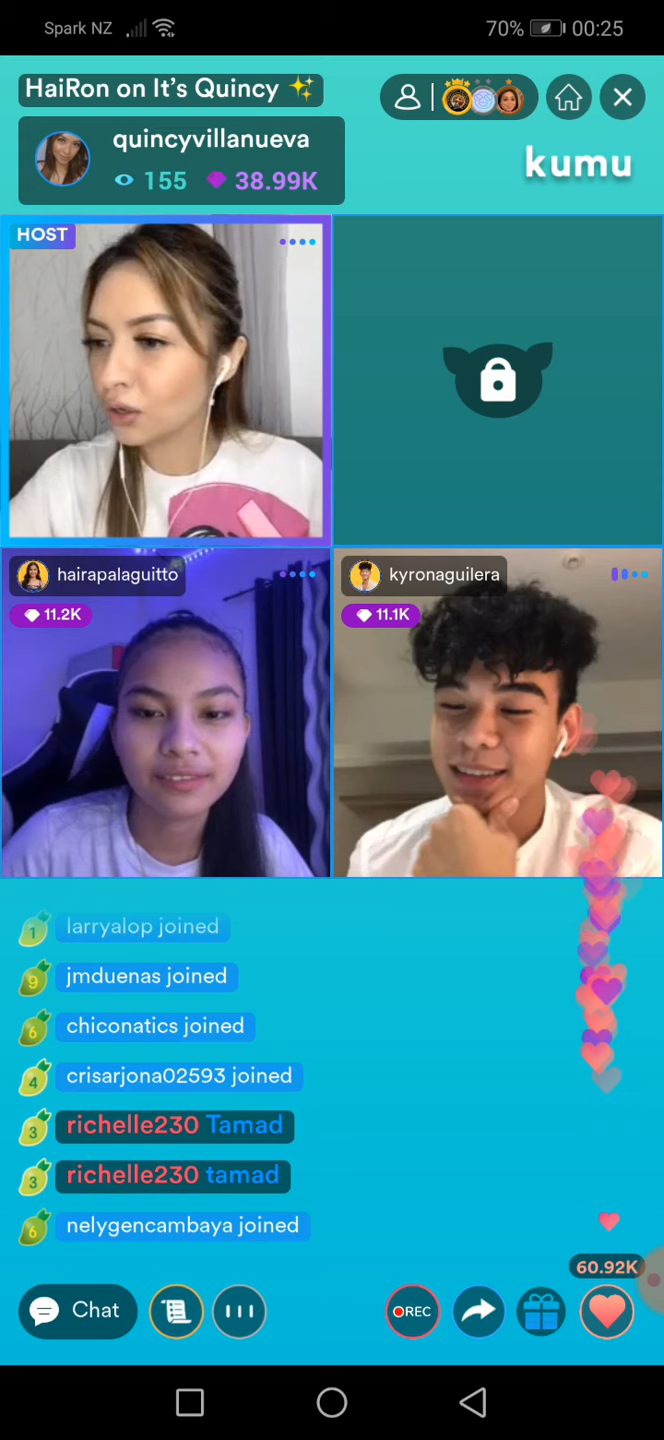 Spark NZ
70% 00:25
HaiRon on It's Quincy ✨
quincyvillanueva
155 38.99K
kumu
HOST
hairapalaguitto
11.2K
kyronaguilera
11.1K
1 larryalop joined
9 jmduenas joined
6 chiconatics joined
4 crisarjona02593 joined
3 richelle230 Tamad
3 richelle230 tamad
6 nelygencambaya joined
60.92K
Chat
REC